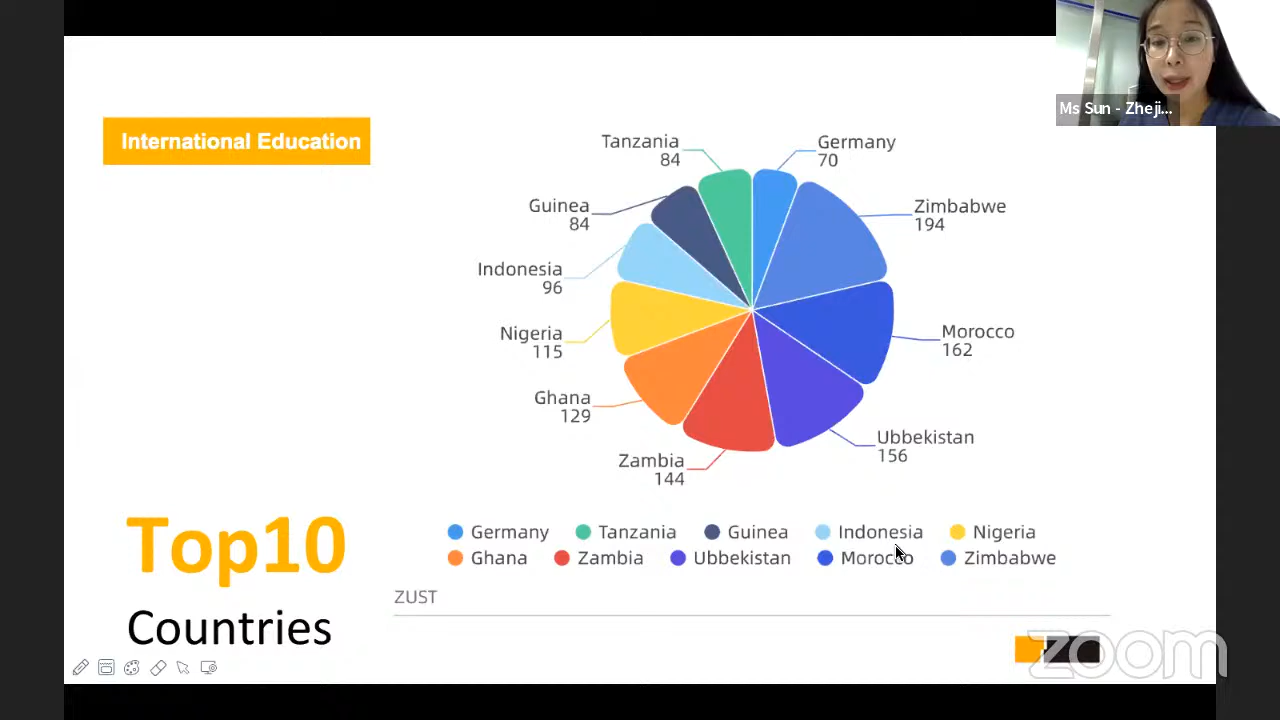 Ms Sun - Zheji...
International Education
Tanzania
84
Germany
70
Guinea
84
Zimbabwe
194
Indonesia
96
Nigeria
115
Morocco
162
Ghana
129
Ubbekistan
156
Zambia
144
Top10
Countries
Germany Tanzania Guinea Indonesia Nigeria
Ghana Zambia Ubbekistan Morocco Zimbabwe
ZUST
zoom